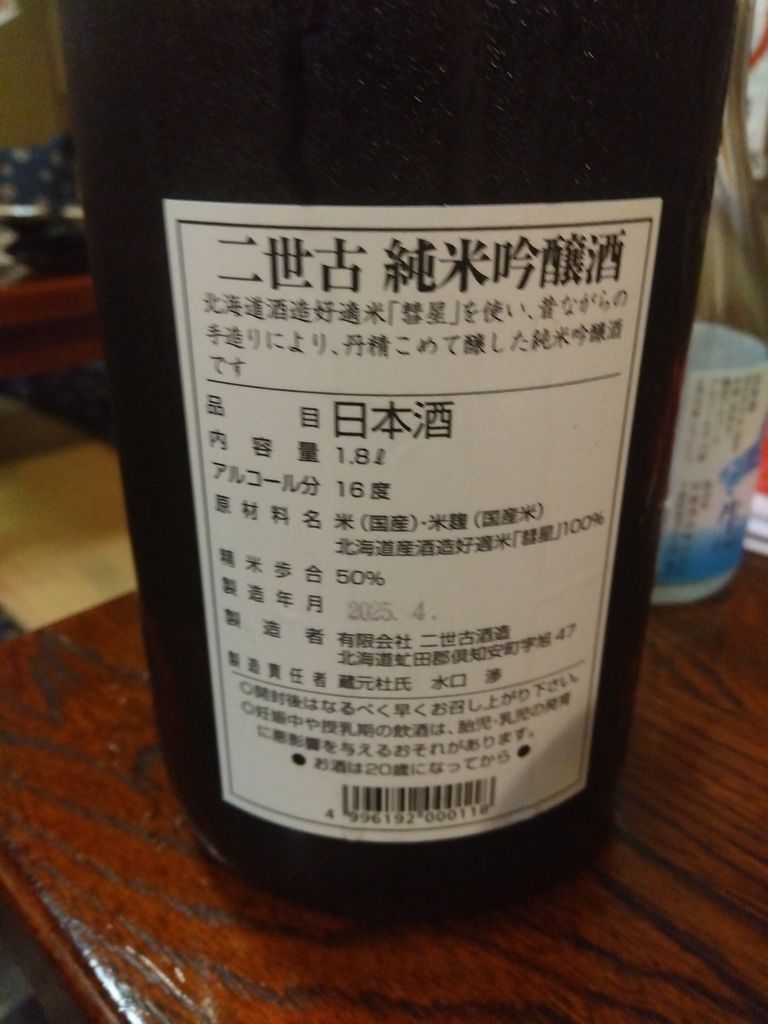 二世古 純米吟醸酒
北海道酒造好適米「彗星」を使い、昔ながらの
手造りにより、丹精こめて醸した純米吟醸酒
です
品目 日本酒
内容量 1.8ℓ
アルコール分 16度
原材料名 米(国産)・米麹(国産米)
北海道産酒造好適米「彗星」100%
精米歩合 50%
製造年月 2025. 4.
製造者 有限会社 二世古酒造
北海道虻田郡倶知安町字旭47
製造責任者 蔵元杜氏 水口 渉
○開封後はなるべく早くお召し上がり下さい。
○妊娠中や授乳期の飲酒は、胎児・乳児の発育
に悪影響を与えるおそれがあります。
● お酒は20歳になってから ●
4 996192 000118